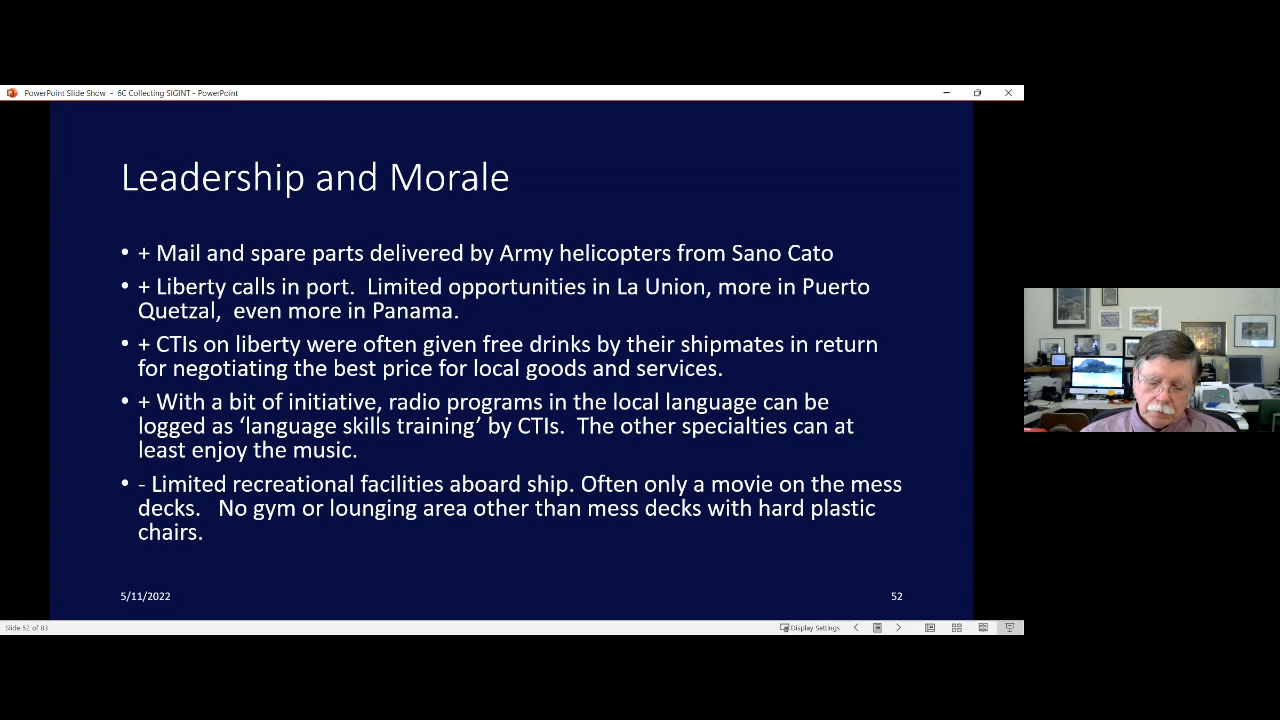 PowerPoint Slide Show - 6C Collecting SIGINT - PowerPoint
Leadership and Morale
• + Mail and spare parts delivered by Army helicopters from Sano Cato
• + Liberty calls in port. Limited opportunities in La Union, more in Puerto
Quetzal, even more in Panama.
• + CTIs on liberty were often given free drinks by their shipmates in return
for negotiating the best price for local goods and services.
• + With a bit of initiative, radio programs in the local language can be
logged as ‘language skills training’ by CTIs. The other specialties can at
least enjoy the music.
• - Limited recreational facilities aboard ship. Often only a movie on the mess
decks. No gym or lounging area other than mess decks with hard plastic
chairs.
5/11/2022 52
Slide 52 of 83 Display Settings